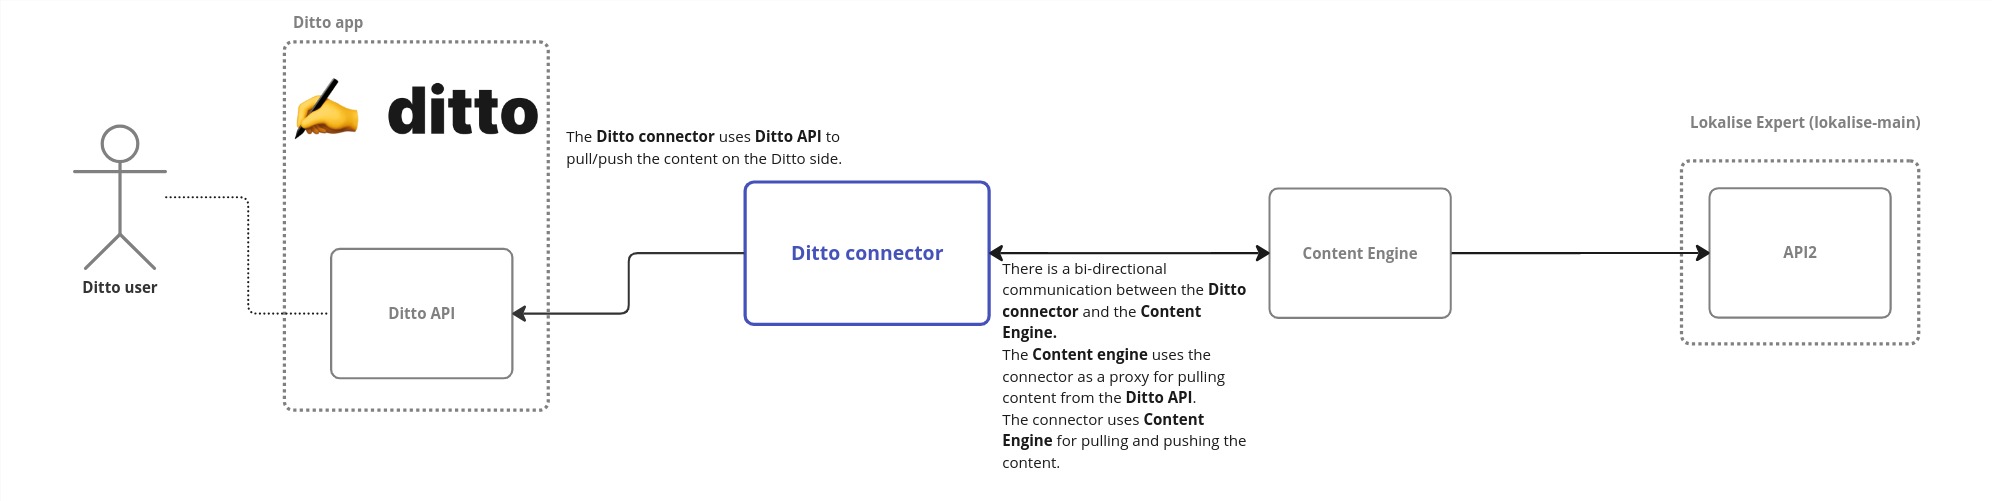 Ditto app
ditto
The Ditto connector uses Ditto API to
pull/push the content on the Ditto side.
Lokalise Expert (lokalise-main)
Ditto user
Ditto API
Ditto connector
There is a bi-directional
communication between the Ditto
connector and the Content
Engine.
The Content engine uses the
connector as a proxy for pulling
content from the Ditto API.
The connector uses Content
Engine for pulling and pushing the
content.
Content Engine
API2